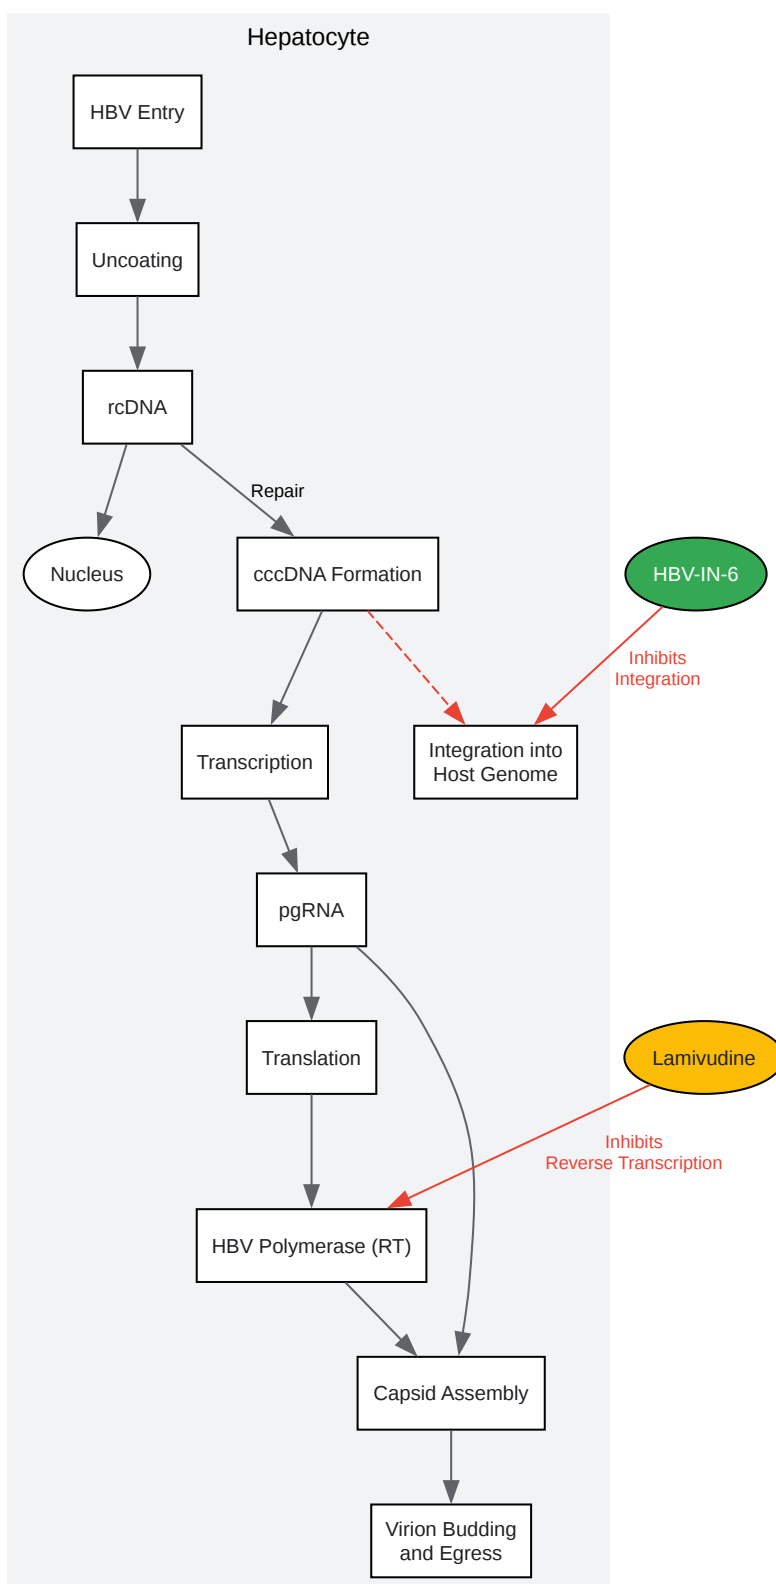 Hepatocyte
HBV Entry
Uncoating
rcDNA
Repair
Nucleus
cccDNA Formation
HBV-IN-6
Inhibits
Integration
Transcription
Integration into
Host Genome
pgRNA
Translation
Lamivudine
Inhibits
Reverse Transcription
HBV Polymerase (RT)
Capsid Assembly
Virion Budding
and Egress